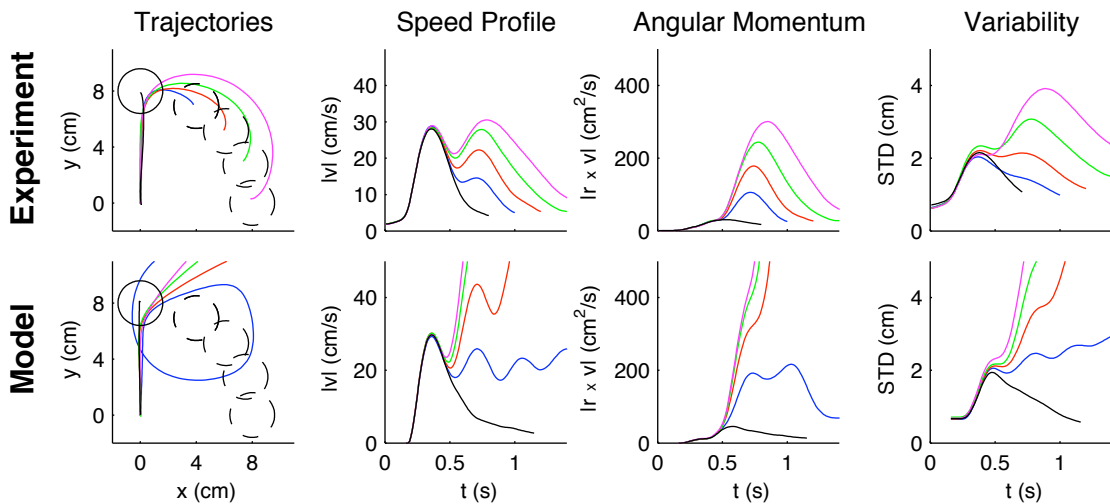 Trajectories Speed Profile Angular Momentum Variability
Experiment
y (cm)
8
4
0
|v| (cm/s)
40
30
20
10
0
|r x v| (cm²/s)
400
200
0
STD (cm)
4
2
0
Model
y (cm)
8
4
0
0 4 8
x (cm)
|v| (cm/s)
40
20
0
0 0.5 1
t (s)
|r x v| (cm²/s)
400
200
0
0 0.5 1
t (s)
STD (cm)
4
2
0
0 0.5 1
t (s)